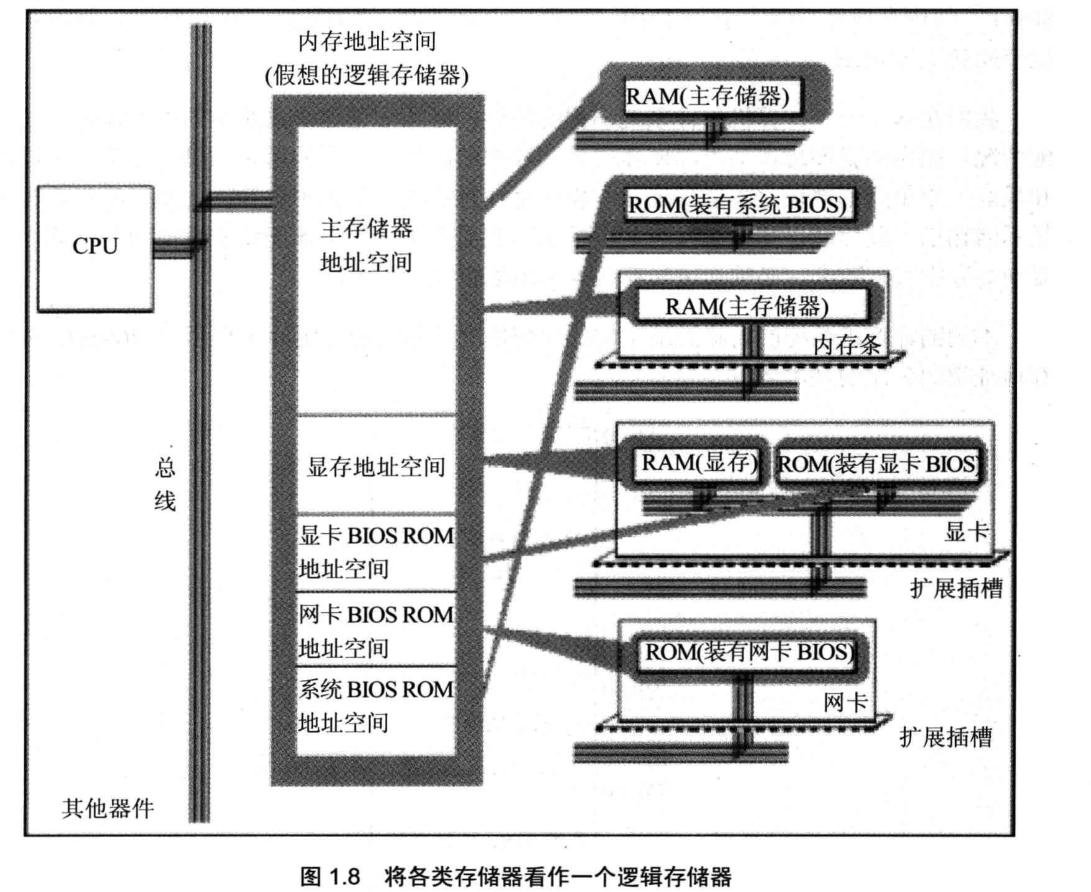 内存地址空间
(假想的逻辑存储器)
CPU
总
线
其他器件
主存储器
地址空间
显存地址空间
显卡 BIOS ROM
地址空间
网卡 BIOS ROM
地址空间
系统 BIOS ROM
地址空间
RAM(主存储器)
ROM(装有系统 BIOS)
RAM(主存储器)
内存条
RAM(显存)
ROM(装有显卡 BIOS)
显卡
扩展插槽
ROM(装有网卡 BIOS)
网卡
扩展插槽
图 1.8 将各类存储器看作一个逻辑存储器